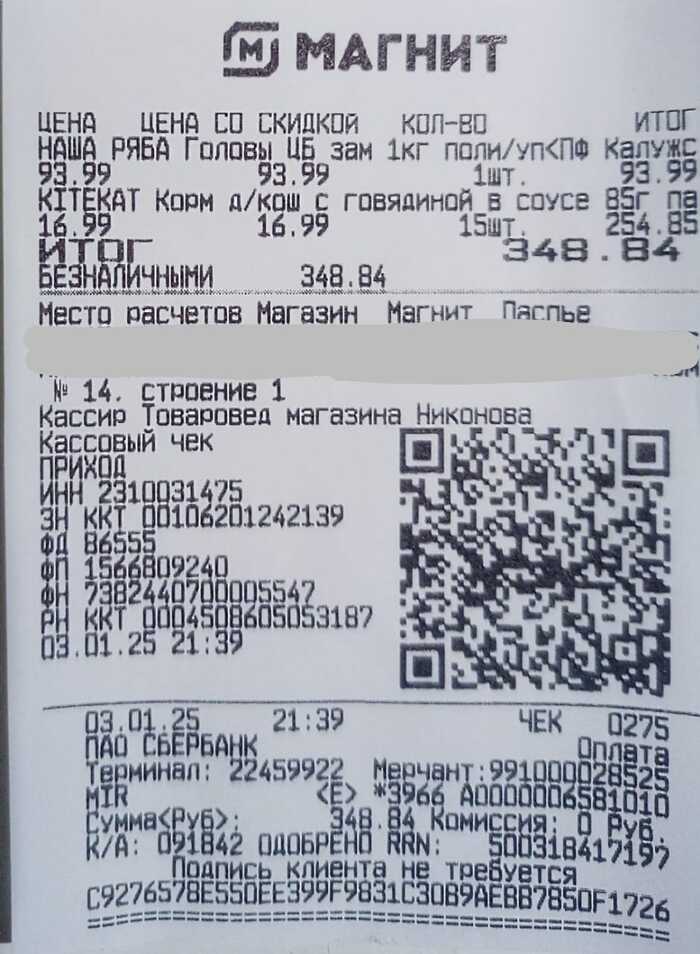 МАГНИТ
ЦЕНА ЦЕНА СО СКИДКОЙ КОЛ-ВО ИТОГ
НАША РЯБА Головы ЦБ зам 1кг поли/уп<ПФ Калужс
93.99 93.99 1шт. 93.99
KITEKAT Корм д/кош с говядиной в соусе 85г па
16.99 16.99 15шт. 254.85
ИТОГ 348.84
БЕЗНАЛИЧНЫМИ 348.84
Место расчетов Магазин Магнит Паспье
№ 14. строение 1
Кассир Товаровед магазина Никонова
Кассовый чек
ПРИХОД
ИНН 2310031475
ЗН ККТ 00106201242139
ФД 86555
ФП 1566809240
ФН 7382440700005547
РН ККТ 0004508605053187
03.01.25 21:39
03.01.25 21:39 ЧЕК 0275
ПАО СБЕРБАНК Оплата
Терминал: 22459922 Мерчант:991000028525
MIR <E> *3966 A0000006581010
Сумма<Руб>: 348.84 Комиссия: 0 Руб.
К/А: 091842 ОДОБРЕНО RRN: 500318417197
Подпись клиента не требуется
C9276578E550EE399F9831C30B9AEBB7850F1726